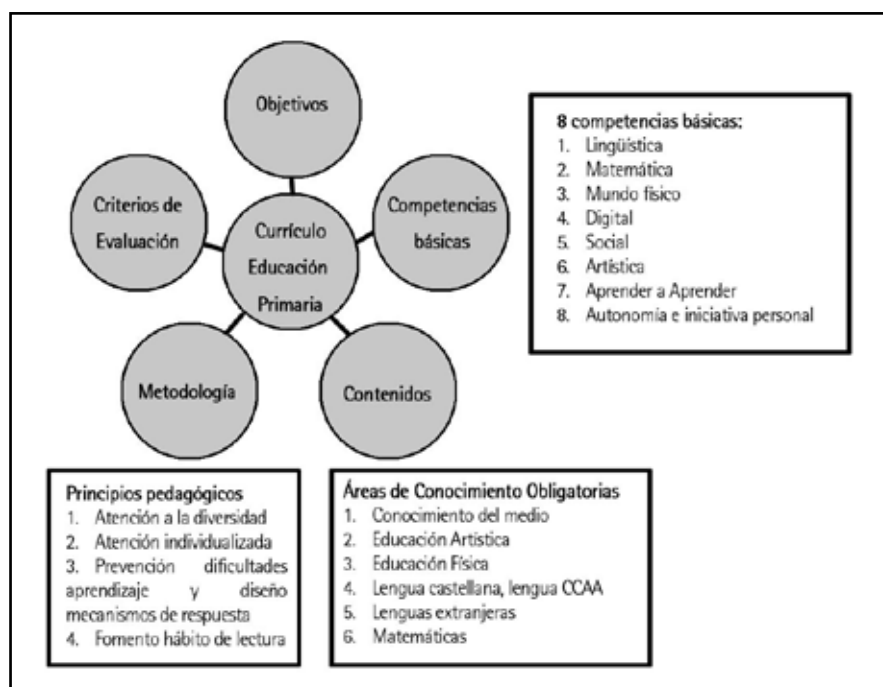 Objetivos
Criterios de
Evaluación
Currículo
Educación
Primaria
Competencias
básicas
Metodología
Contenidos
8 competencias básicas:
1. Lingüística
2. Matemática
3. Mundo físico
4. Digital
5. Social
6. Artística
7. Aprender a Aprender
8. Autonomía e iniciativa personal
Principios pedagógicos
1. Atención a la diversidad
2. Atención individualizada
3. Prevención dificultades
aprendizaje y diseño
mecanismos de respuesta
4. Fomento hábito de lectura
Áreas de Conocimiento Obligatorias
1. Conocimiento del medio
2. Educación Artística
3. Educación Física
4. Lengua castellana, lengua CCAA
5. Lenguas extranjeras
6. Matemáticas